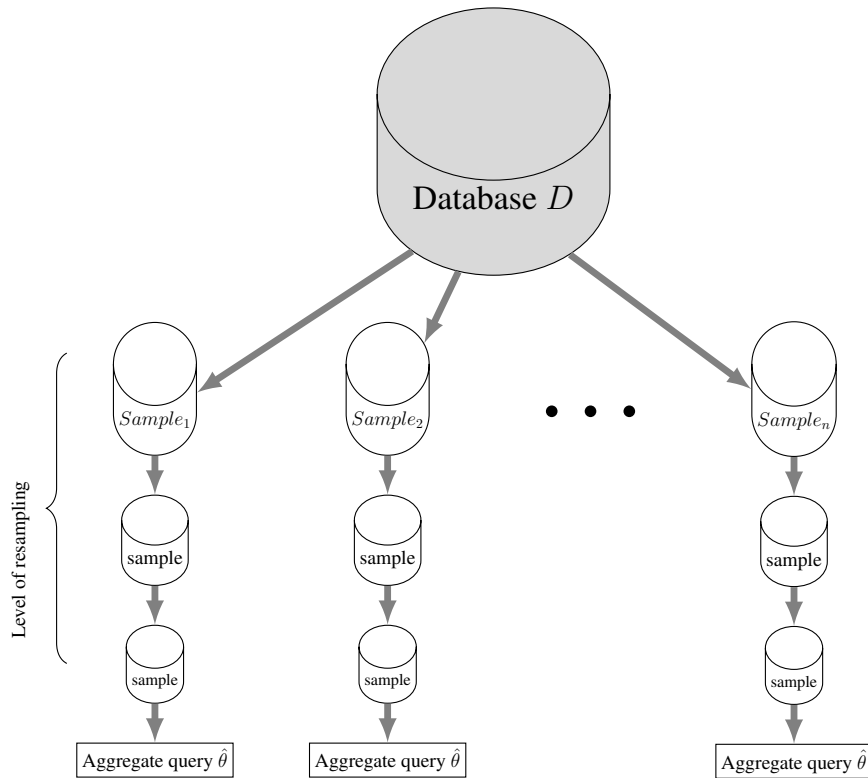 Database D
Sample₁
Sample₂
Sampleₙ
Level of resampling
sample
sample
sample
sample
sample
sample
Aggregate query θ̂
Aggregate query θ̂
Aggregate query θ̂